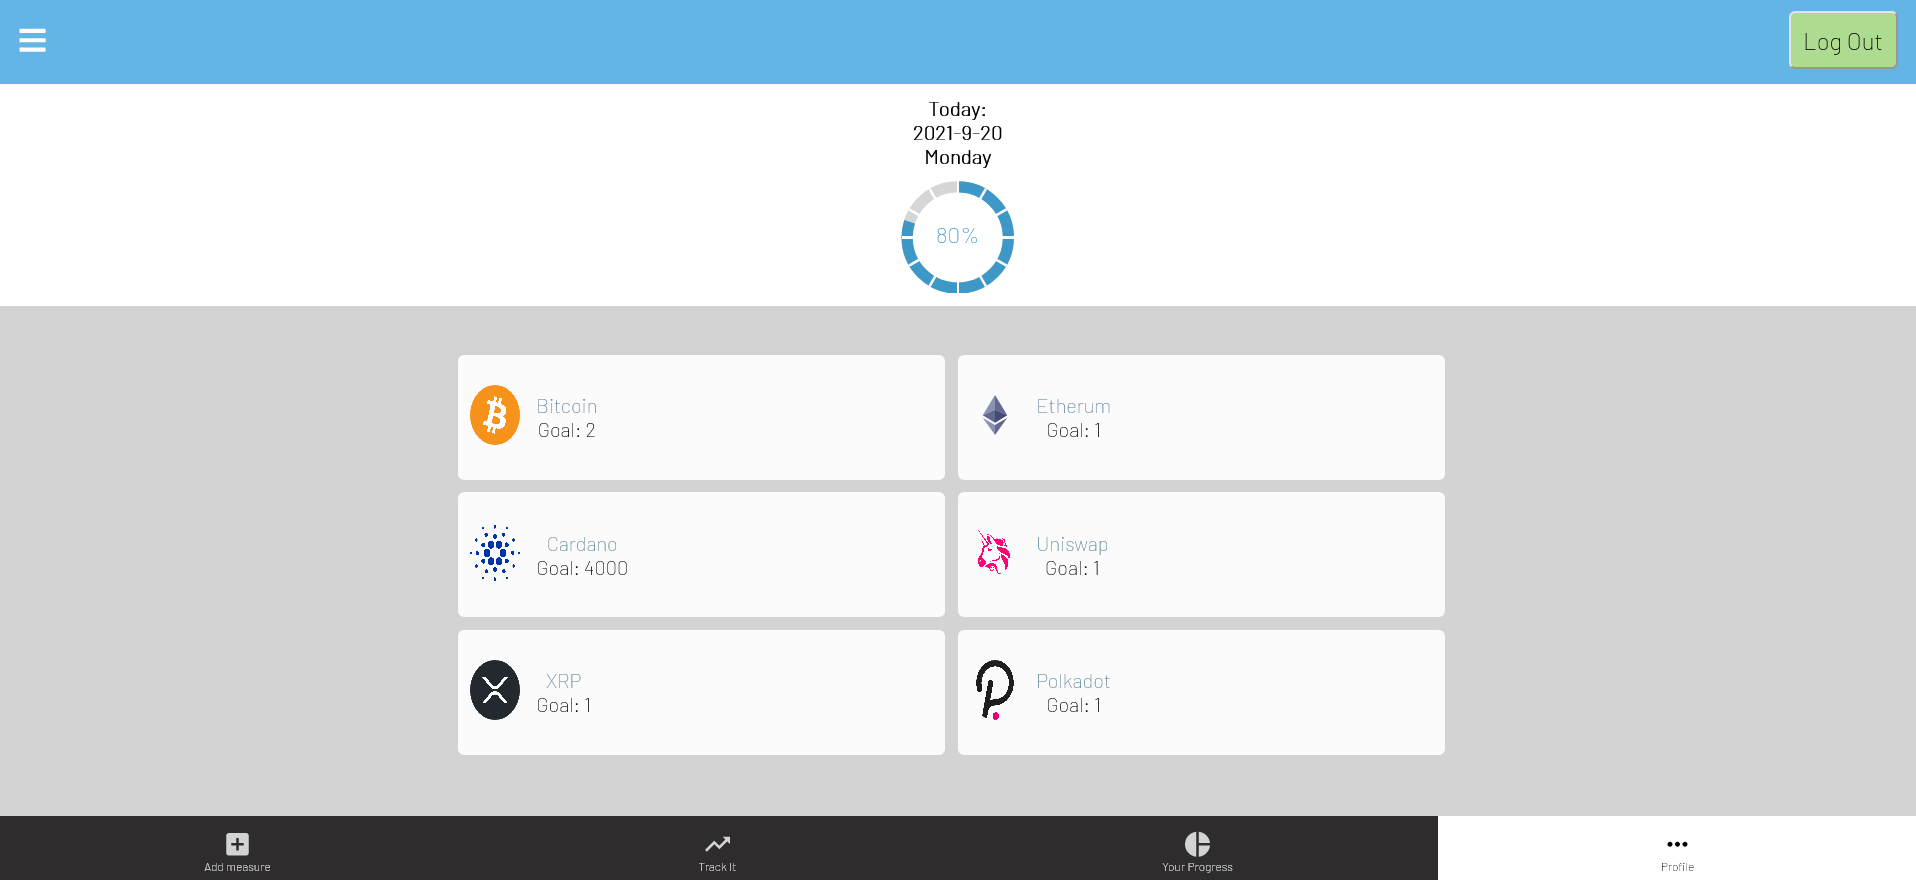 Log Out
Today:
2021-9-20
Monday
80%
Bitcoin
Goal: 2
Etherum
Goal: 1
Cardano
Goal: 4000
Uniswap
Goal: 1
XRP
Goal: 1
Polkadot
Goal: 1
Add measure
Track It
Your Progress
Profile